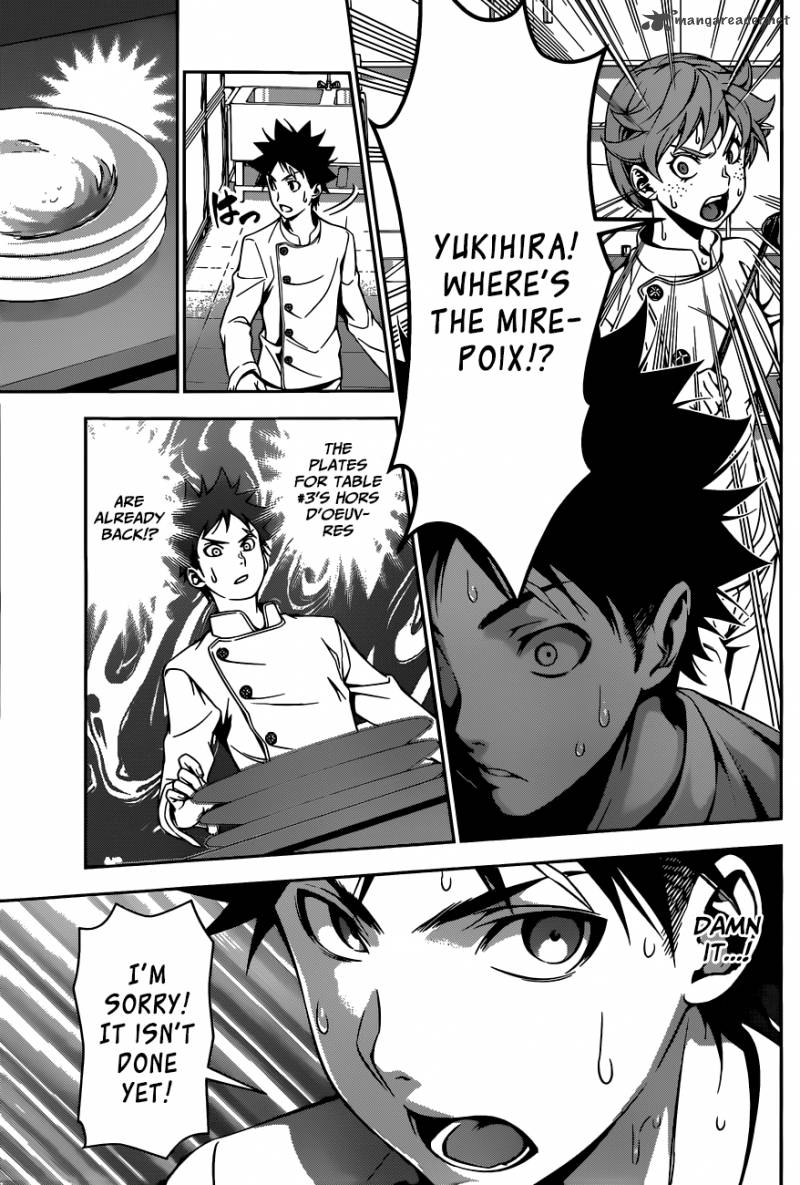 mangareader.net
YUKIHIRA!
WHERE'S
THE MIRE-
POIX!?
はっ
THE
PLATES
FOR TABLE
#3'S HORS
D'OEUV-
RES
ARE
ALREADY
BACK!?
DAMN
IT...!
I'M
SORRY!
IT ISN'T
DONE
YET!